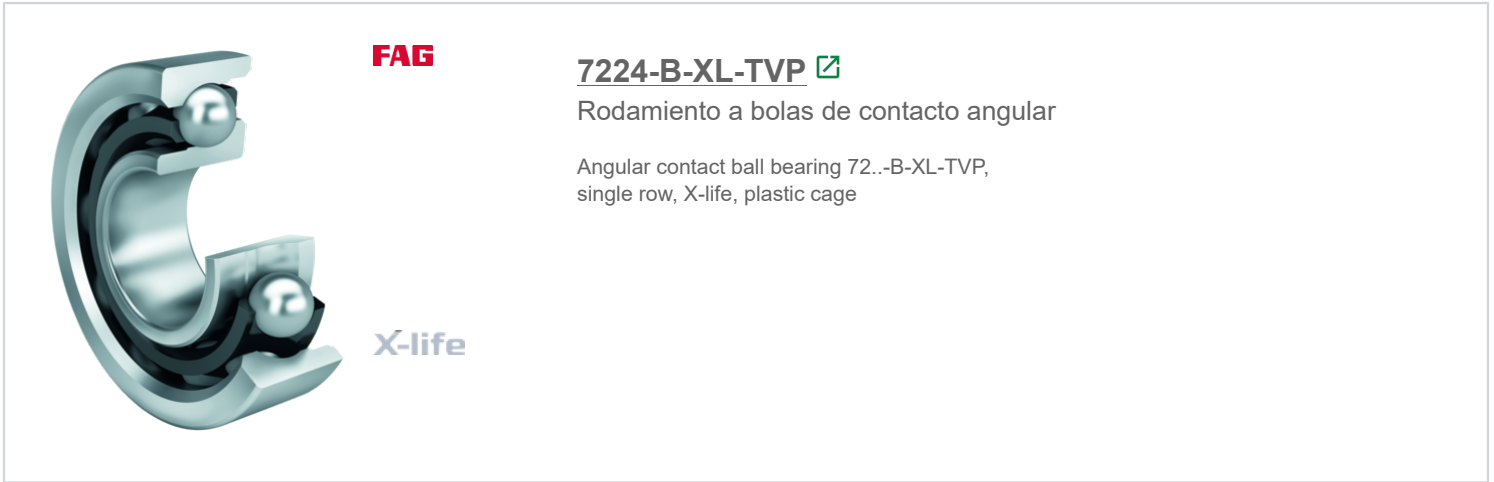 FAG
7224-B-XL-TVP
Rodamiento a bolas de contacto angular
Angular contact ball bearing 72..-B-XL-TVP,
single row, X-life, plastic cage
X-life